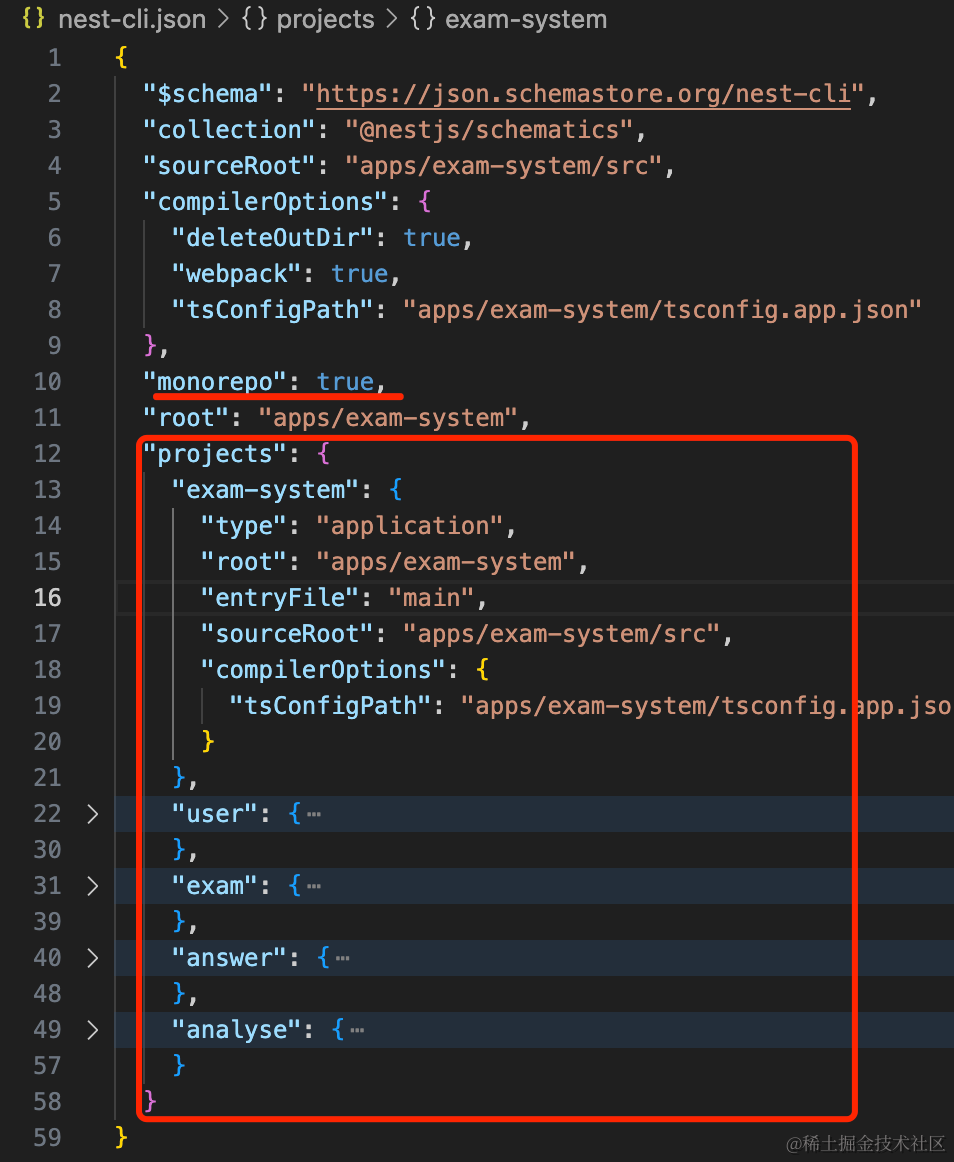 {} nest-cli.json > {} projects > {} exam-system
1 {
2 "$schema": "https://json.schemastore.org/nest-cli",
3 "collection": "@nestjs/schematics",
4 "sourceRoot": "apps/exam-system/src",
5 "compilerOptions": {
6 "deleteOutDir": true,
7 "webpack": true,
8 "tsConfigPath": "apps/exam-system/tsconfig.app.json"
9 },
10 "monorepo": true,
11 "root": "apps/exam-system",
12 "projects": {
13 "exam-system": {
14 "type": "application",
15 "root": "apps/exam-system",
16 "entryFile": "main",
17 "sourceRoot": "apps/exam-system/src",
18 "compilerOptions": {
19 "tsConfigPath": "apps/exam-system/tsconfig.app.jso
20 }
21 },
22 > "user": {⋯
30 },
31 > "exam": {⋯
39 },
40 > "answer": {⋯
48 },
49 > "analyse": {⋯
57 }
58 }
59 }
@稀土掘金技术社区